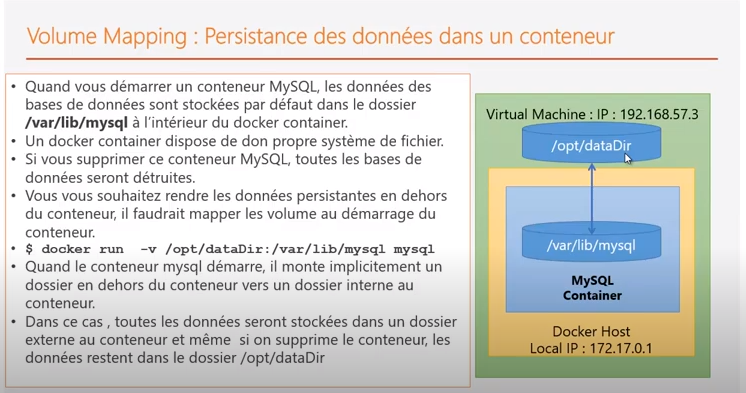 Volume Mapping : Persistance des données dans un conteneur
• Quand vous démarrer un conteneur MySQL, les données des
bases de données sont stockées par défaut dans le dossier
/var/lib/mysql à l'intérieur du docker container.
• Un docker container dispose de don propre système de fichier.
• Si vous supprimer ce conteneur MySQL, toutes les bases de
données seront détruites.
• Vous vous souhaitez rendre les données persistantes en dehors
du conteneur, il faudrait mapper les volume au démarrage du
conteneur.
• $ docker run -v /opt/dataDir:/var/lib/mysql mysql
• Quand le conteneur mysql démarre, il monte implicitement un
dossier en dehors du conteneur vers un dossier interne au
conteneur.
• Dans ce cas , toutes les données seront stockées dans un dossier
externe au conteneur et même si on supprime le conteneur, les
données restent dans le dossier /opt/dataDir
Virtual Machine : IP : 192.168.57.3
/opt/dataDir
/var/lib/mysql
MySQL
Container
Docker Host
Local IP : 172.17.0.1